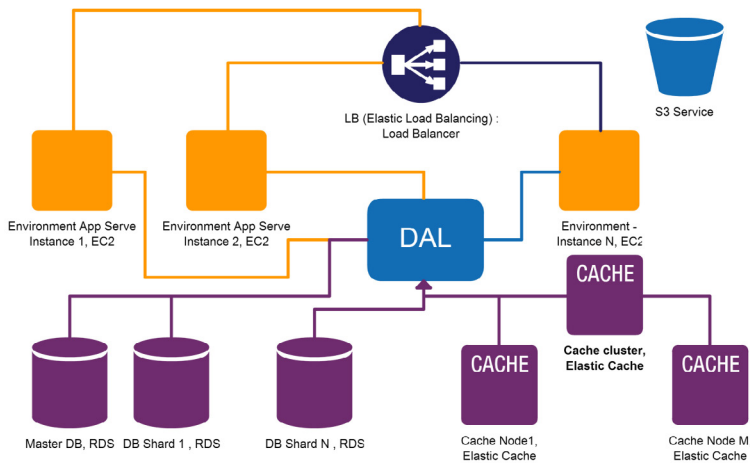 LB (Elastic Load Balancing) :
Load Balancer
S3 Service
Environment App Serve
Instance 1, EC2
Environment App Serve
Instance 2, EC2
DAL
Environment -
Instance N, EC2
CACHE
Cache cluster,
Elastic Cache
CACHE
CACHE
Master DB, RDS
DB Shard 1 , RDS
DB Shard N , RDS
Cache Node1,
Elastic Cache
Cache Node M
Elastic Cache